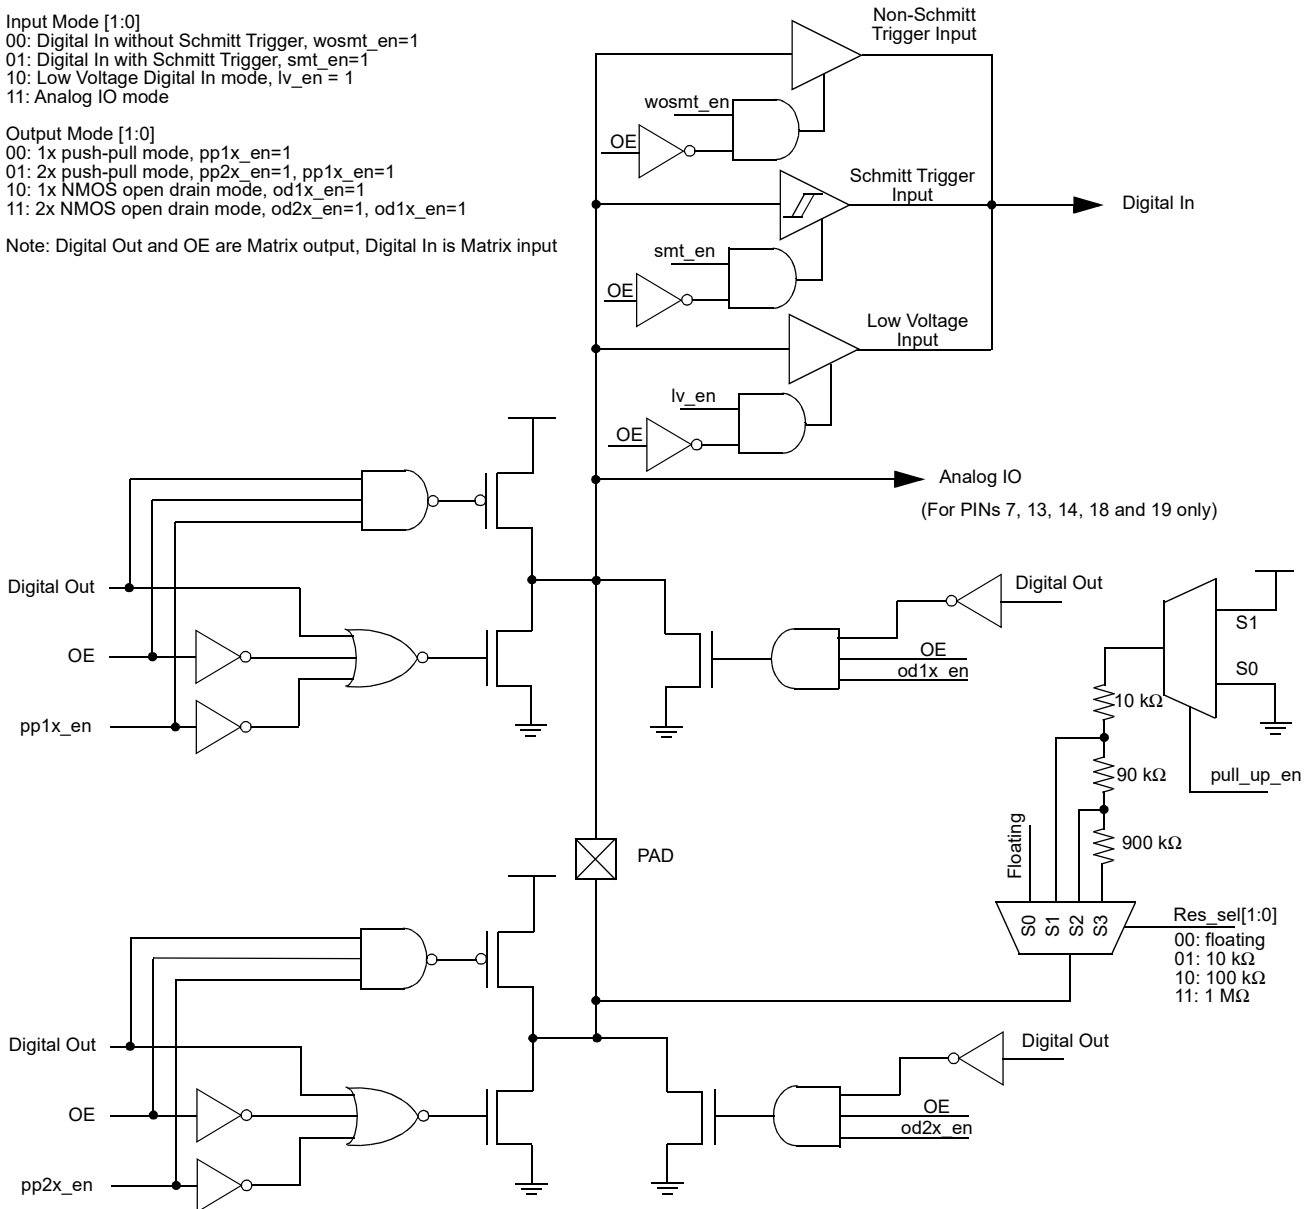 Input Mode [1:0]
00: Digital In without Schmitt Trigger, wosmt_en=1
01: Digital In with Schmitt Trigger, smt_en=1
10: Low Voltage Digital In mode, lv_en = 1
11: Analog IO mode
Output Mode [1:0]
00: 1x push-pull mode, pp1x_en=1
01: 2x push-pull mode, pp2x_en=1, pp1x_en=1
10: 1x NMOS open drain mode, od1x_en=1
11: 2x NMOS open drain mode, od2x_en=1, od1x_en=1
Note: Digital Out and OE are Matrix output, Digital In is Matrix input
Non-Schmitt
Trigger Input
wosmt_en
OE
Schmitt Trigger
Input
Digital In
smt_en
OE
Low Voltage
Input
lv_en
OE
Analog IO
(For PINs 7, 13, 14, 18 and 19 only)
Digital Out
OE
pp1x_en
Digital Out
OE
od1x_en
S1
S0
10 kΩ
90 kΩ
pull_up_en
900 kΩ
Floating
S0
S1
S2
S3
Res_sel[1:0]
00: floating
01: 10 kΩ
10: 100 kΩ
11: 1 MΩ
PAD
Digital Out
OE
pp2x_en
Digital Out
OE
od2x_en